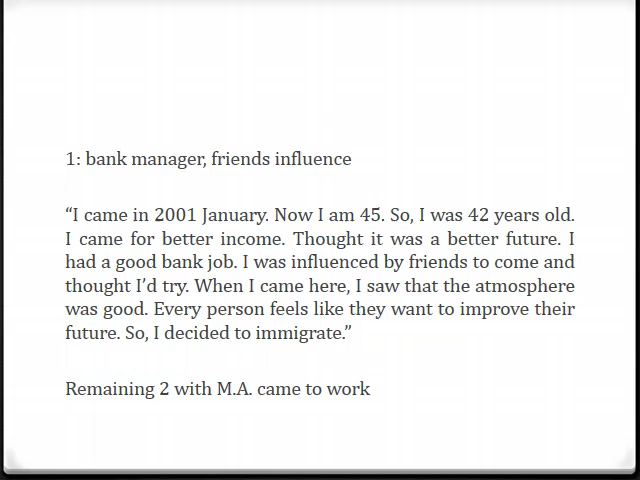 1: bank manager, friends influence
“I came in 2001 January. Now I am 45. So, I was 42 years old.
I came for better income. Thought it was a better future. I
had a good bank job. I was influenced by friends to come and
thought I’d try. When I came here, I saw that the atmosphere
was good. Every person feels like they want to improve their
future. So, I decided to immigrate.”
Remaining 2 with M.A. came to work